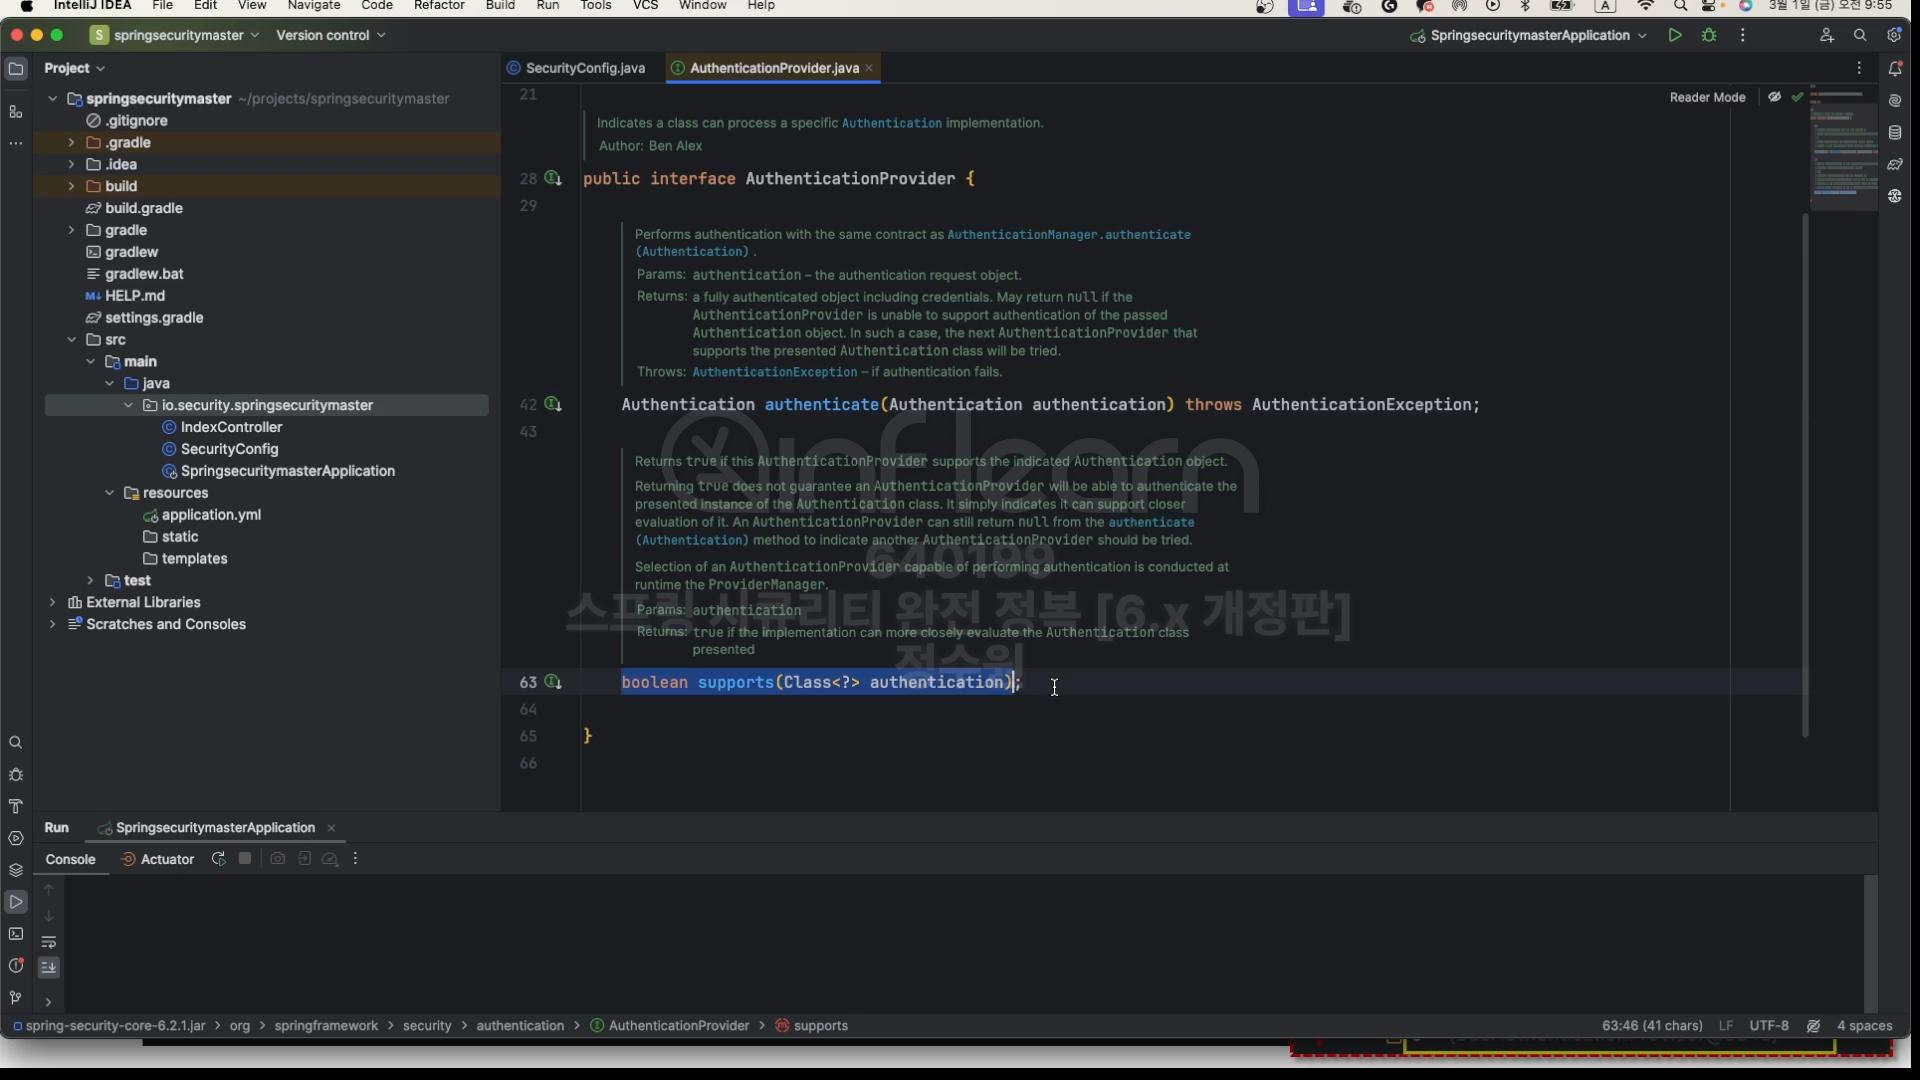 IntelliJ IDEA File Edit View Navigate Code Refactor Build Run Tools VCS Window Help A 3월 1일 (금) 오전 9:55
S springsecuritymaster Version control SpringsecuritymasterApplication
Project SecurityConfig.java AuthenticationProvider.java
springsecuritymaster ~/projects/springsecuritymaster
.gitignore
.gradle
.idea
build
build.gradle
gradle
gradlew
gradlew.bat
HELP.md
settings.gradle
src
main
java
io.security.springsecuritymaster
IndexController
SecurityConfig
SpringsecuritymasterApplication
resources
application.yml
static
templates
test
External Libraries
Scratches and Consoles
21
Reader Mode
Indicates a class can process a specific Authentication implementation.
Author: Ben Alex
28 public interface AuthenticationProvider {
29
Performs authentication with the same contract as AuthenticationManager.authenticate
(Authentication) .
Params: authentication – the authentication request object.
Returns: a fully authenticated object including credentials. May return null if the
AuthenticationProvider is unable to support authentication of the passed
Authentication object. In such a case, the next AuthenticationProvider that
supports the presented Authentication class will be tried.
Throws: AuthenticationException – if authentication fails.
42 Authentication authenticate(Authentication authentication) throws AuthenticationException;
43
Returns true if this AuthenticationProvider supports the indicated Authentication object.
Returning true does not guarantee an AuthenticationProvider will be able to authenticate the
presented instance of the Authentication class. It simply indicates it can support closer
evaluation of it. An AuthenticationProvider can still return null from the authenticate
(Authentication) method to indicate another AuthenticationProvider should be tried.
Selection of an AuthenticationProvider capable of performing authentication is conducted at
runtime the ProviderManager.
Params: authentication
Returns: true if the implementation can more closely evaluate the Authentication class
presented
63 boolean supports(Class<?> authentication);
64
65 }
66
inflearn
640199
스프링 시큐리티 완전 정복 [6.x 개정판]
정수원
Run SpringsecuritymasterApplication
Console Actuator
spring-security-core-6.2.1.jar > org > springframework > security > authentication > AuthenticationProvider > supports 63:46 (41 chars) LF UTF-8 4 spaces